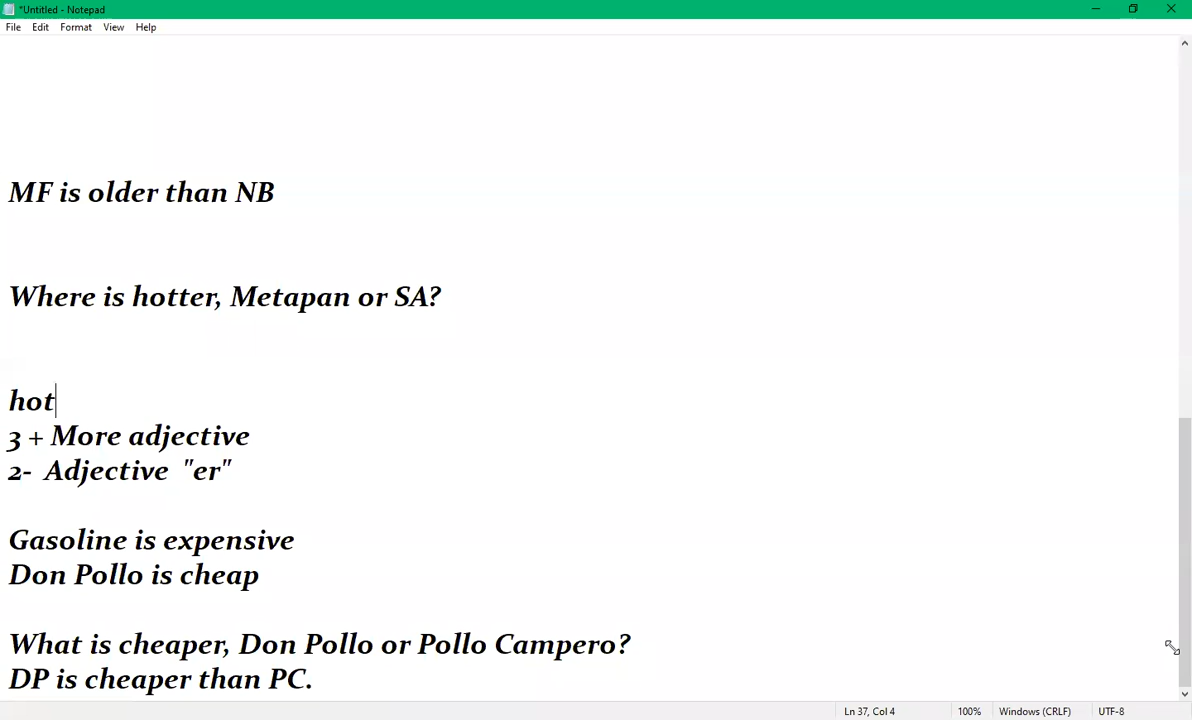 *Untitled - Notepad
File Edit Format View Help
MF is older than NB
Where is hotter, Metapan or SA?
hot
3 + More adjective
2- Adjective "er"
Gasoline is expensive
Don Pollo is cheap
What is cheaper, Don Pollo or Pollo Campero?
DP is cheaper than PC.
Ln 37, Col 4 100% Windows (CRLF) UTF-8